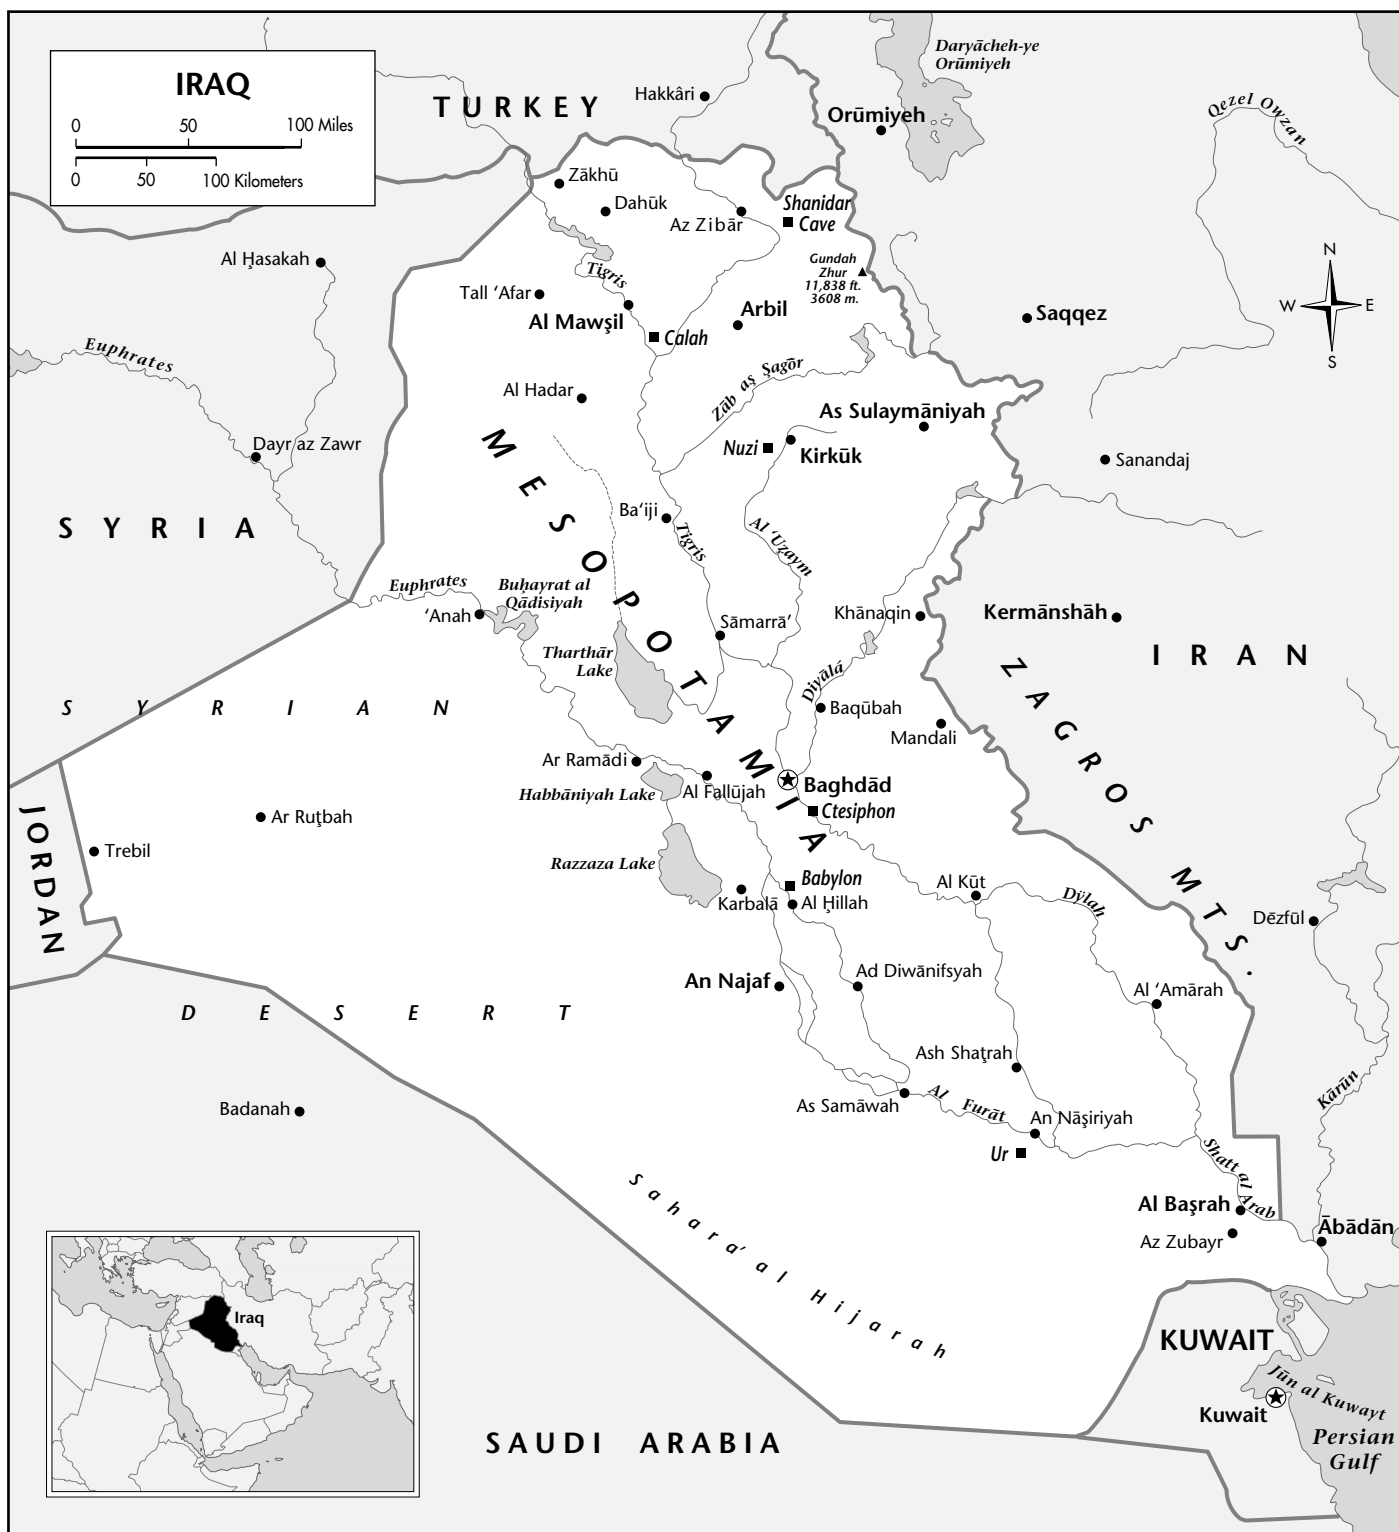 IRAQ
0 50 100 Miles
0 50 100 Kilometers
TURKEY
Hakkâri
Daryācheh-ye
Orūmiyeh
Orūmiyeh
Qezel Owzan
Zākhū
Dahūk
Az Zibār
Shanidar
Cave
Al Ḩasakah
Gundah
Zhur
11,838 ft.
3608 m.
N
W E
S
Tigris
Tall ‘Afar
Al Mawşil
Calah
Arbil
Saqqez
Euphrates
Zāb aş Şagōr
Al Hadar
As Sulaymāniyah
Dayr az Zawr
Nuzi
Kirkūk
Sanandaj
MESOPOTAMIA
SYRIA
Ba‘iji
Tigris
Al ‘Uẓaym
Euphrates
Buḩayrat al
Qādisiyah
‘Anah
Sāmarrā’
Khānaqin
Kermānshāh
IRAN
Tharthār
Lake
Diyālá
ZAGROS MTS.
SYRIAN
Baqūbah
Mandali
Ar Ramādi
Baghdād
Habbāniyah Lake
Al Fallūjah
Ctesiphon
JORDAN
Ar Ruţbah
Trebil
Razzaza Lake
Babylon
Karbalā
Al Ḩillah
Al Kūt
Dÿlah
Dēzfūl
An Najaf
Ad Diwānifsyah
Al ‘Amārah
DESERT
Ash Shaţrah
Kārūn
Badanah
As Samāwah
Al Furāt
An Nāşiriyah
Ur
Shatt al Arab
Sahara’ al Hijarah
Al Başrah
Az Zubayr
Ābādān
Iraq
KUWAIT
Jūn al Kuwayt
Kuwait
SAUDI ARABIA
Persian
Gulf